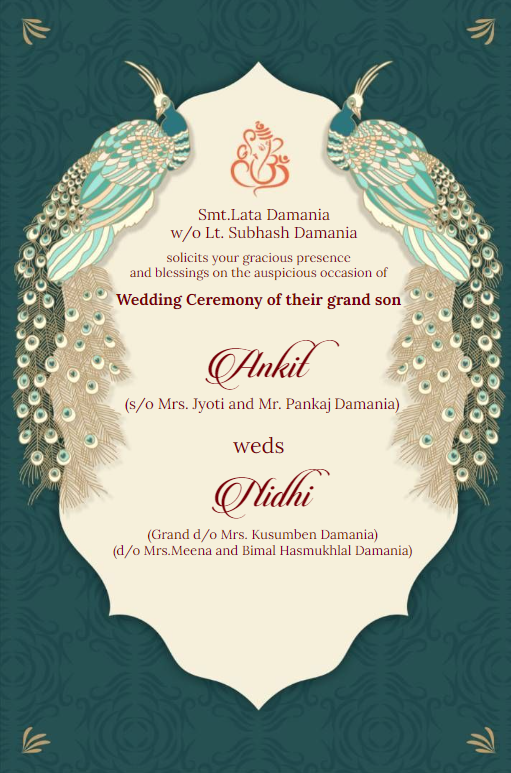 Smt.Lata Damania
w/o Lt. Subhash Damania
solicits your gracious presence
and blessings on the auspicious occasion of
Wedding Ceremony of their grand son
Ankit
(s/o Mrs. Jyoti and Mr. Pankaj Damania)
weds
Nidhi
(Grand d/o Mrs. Kusumben Damania)
(d/o Mrs.Meena and Bimal Hasmukhlal Damania)